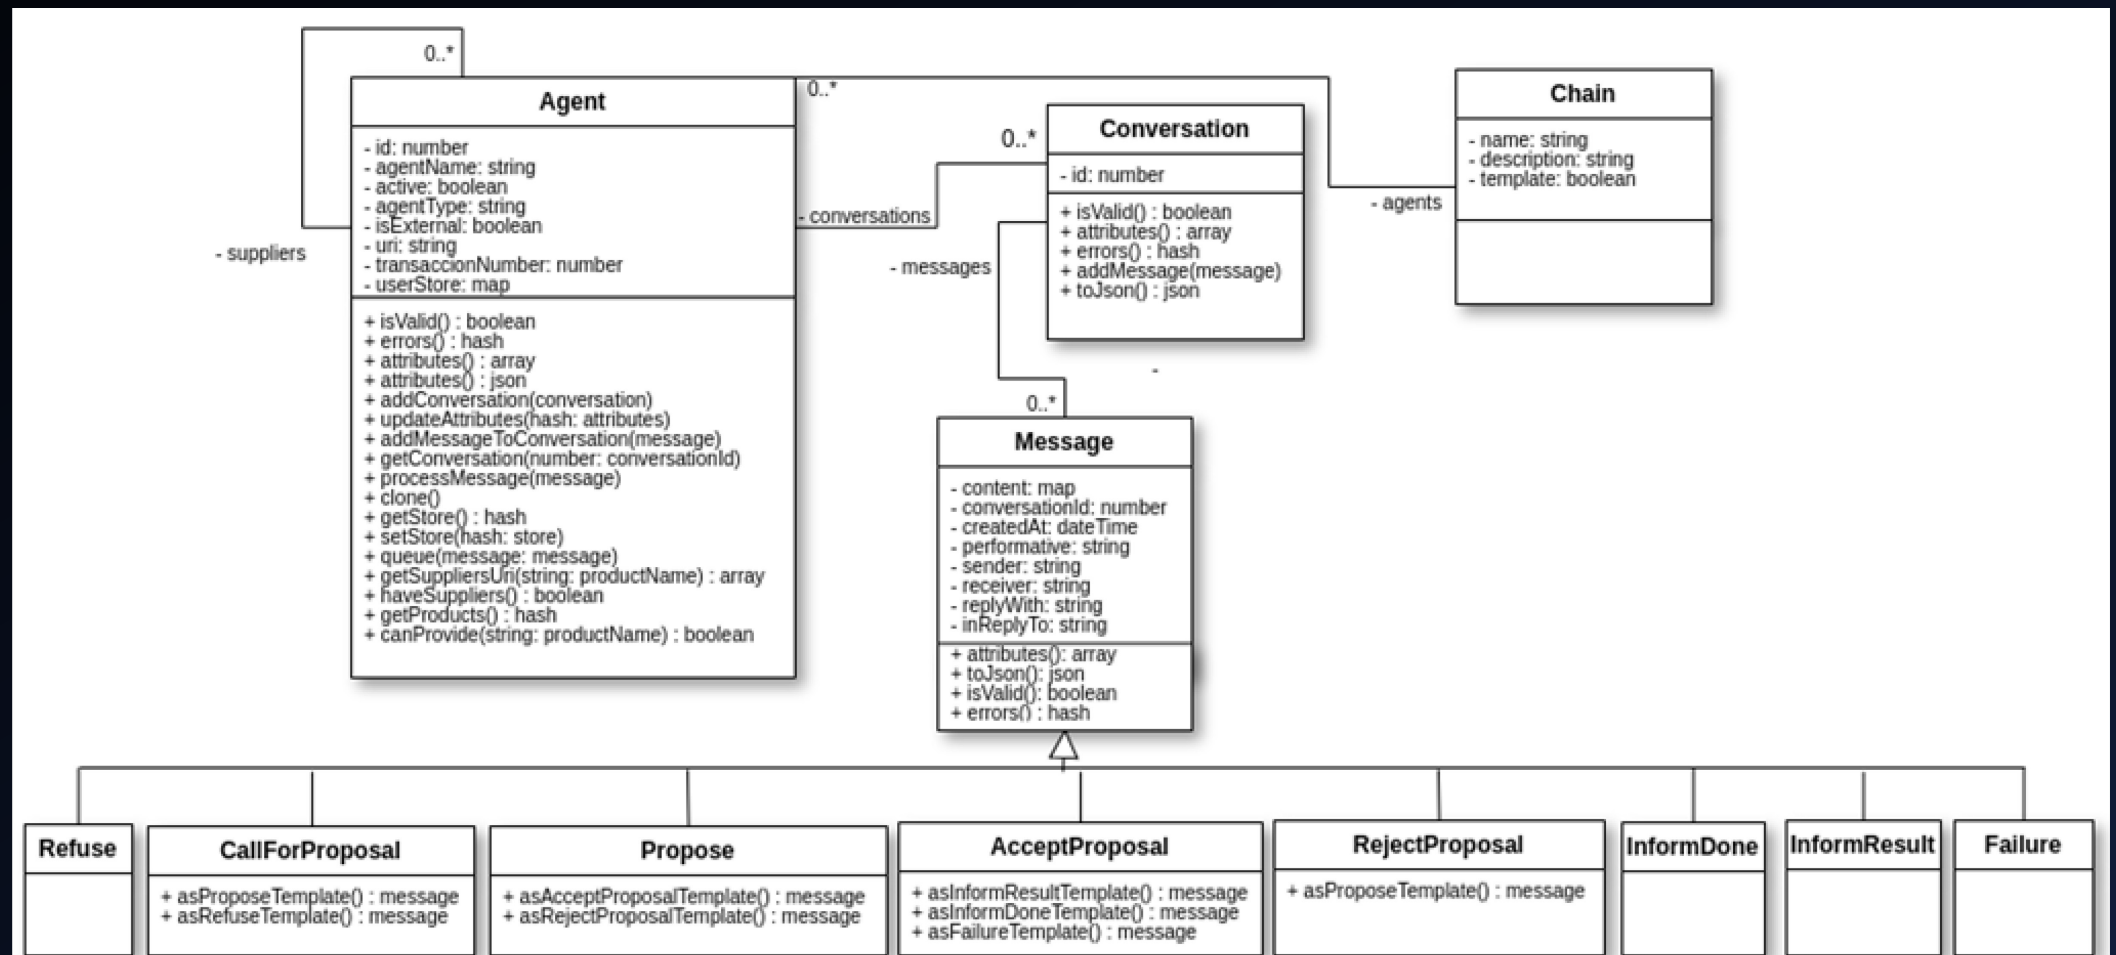 0..*
Agent
- id: number
- agentName: string
- active: boolean
- agentType: string
- isExternal: boolean
- uri: string
- transaccionNumber: number
- userStore: map
+ isValid() : boolean
+ errors() : hash
+ attributes() : array
+ attributes() : json
+ addConversation(conversation)
+ updateAttributes(hash: attributes)
+ addMessageToConversation(message)
+ getConversation(number: conversationId)
+ processMessage(message)
+ clone()
+ getStore() : hash
+ setStore(hash: store)
+ queue(message: message)
+ getSuppliersUri(string: productName) : array
+ haveSuppliers() : boolean
+ getProducts() : hash
+ canProvide(string: productName) : boolean
- suppliers
0..*
- conversations
0..*
Conversation
- id: number
+ isValid() : boolean
+ attributes() : array
+ errors() : hash
+ addMessage(message)
+ toJson() : json
- messages
-
0..*
- agents
Chain
- name: string
- description: string
- template: boolean
Message
- content: map
- conversationId: number
- createdAt: dateTime
- performative: string
- sender: string
- receiver: string
- replyWith: string
- inReplyTo: string
+ attributes(): array
+ toJson(): json
+ isValid(): boolean
+ errors() : hash
Refuse
CallForProposal
+ asProposeTemplate() : message
+ asRefuseTemplate() : message
Propose
+ asAcceptProposalTemplate() : message
+ asRejectProposalTemplate() : message
AcceptProposal
+ asInformResultTemplate() : message
+ asInformDoneTemplate() : message
+ asFailureTemplate() : message
RejectProposal
+ asProposeTemplate() : message
InformDone
InformResult
Failure